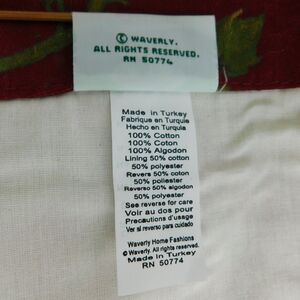 © WAVERLY.
ALL RIGHTS RESERVED.
RN 50774
Made in Turkey
Fabrique en Turquie
Hecho en Turquia
100% Cotton
100% Coton
100% Algodon
Lining 50% cotton
50% polyester
Revers 50% coton
50% poliester
Reverso 50% algodon
50% polyester
See reverse for care
Voir au dos pour
Precautions d'usage
Ver si reverso para cuidado
Waverly Home Fashions
© Waverly. All rights reserved.
Made in Turkey
RN 50774